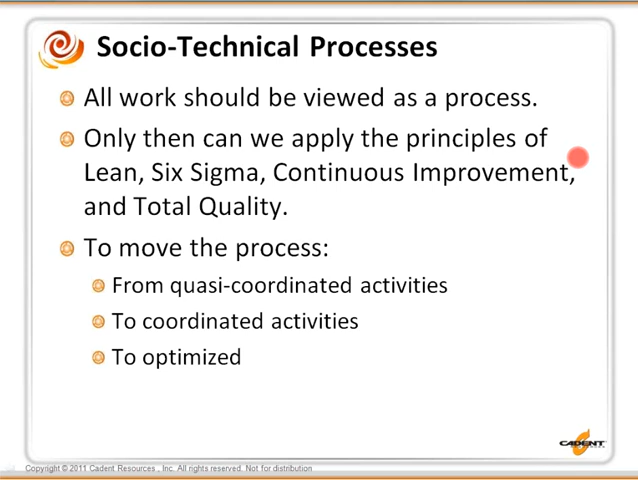 Socio-Technical Processes
All work should be viewed as a process.
Only then can we apply the principles of
Lean, Six Sigma, Continuous Improvement,
and Total Quality.
To move the process:
From quasi-coordinated activities
To coordinated activities
To optimized
CADENT
Copyright © 2011 Cadent Resources , Inc. All rights reserved. Not for distribution